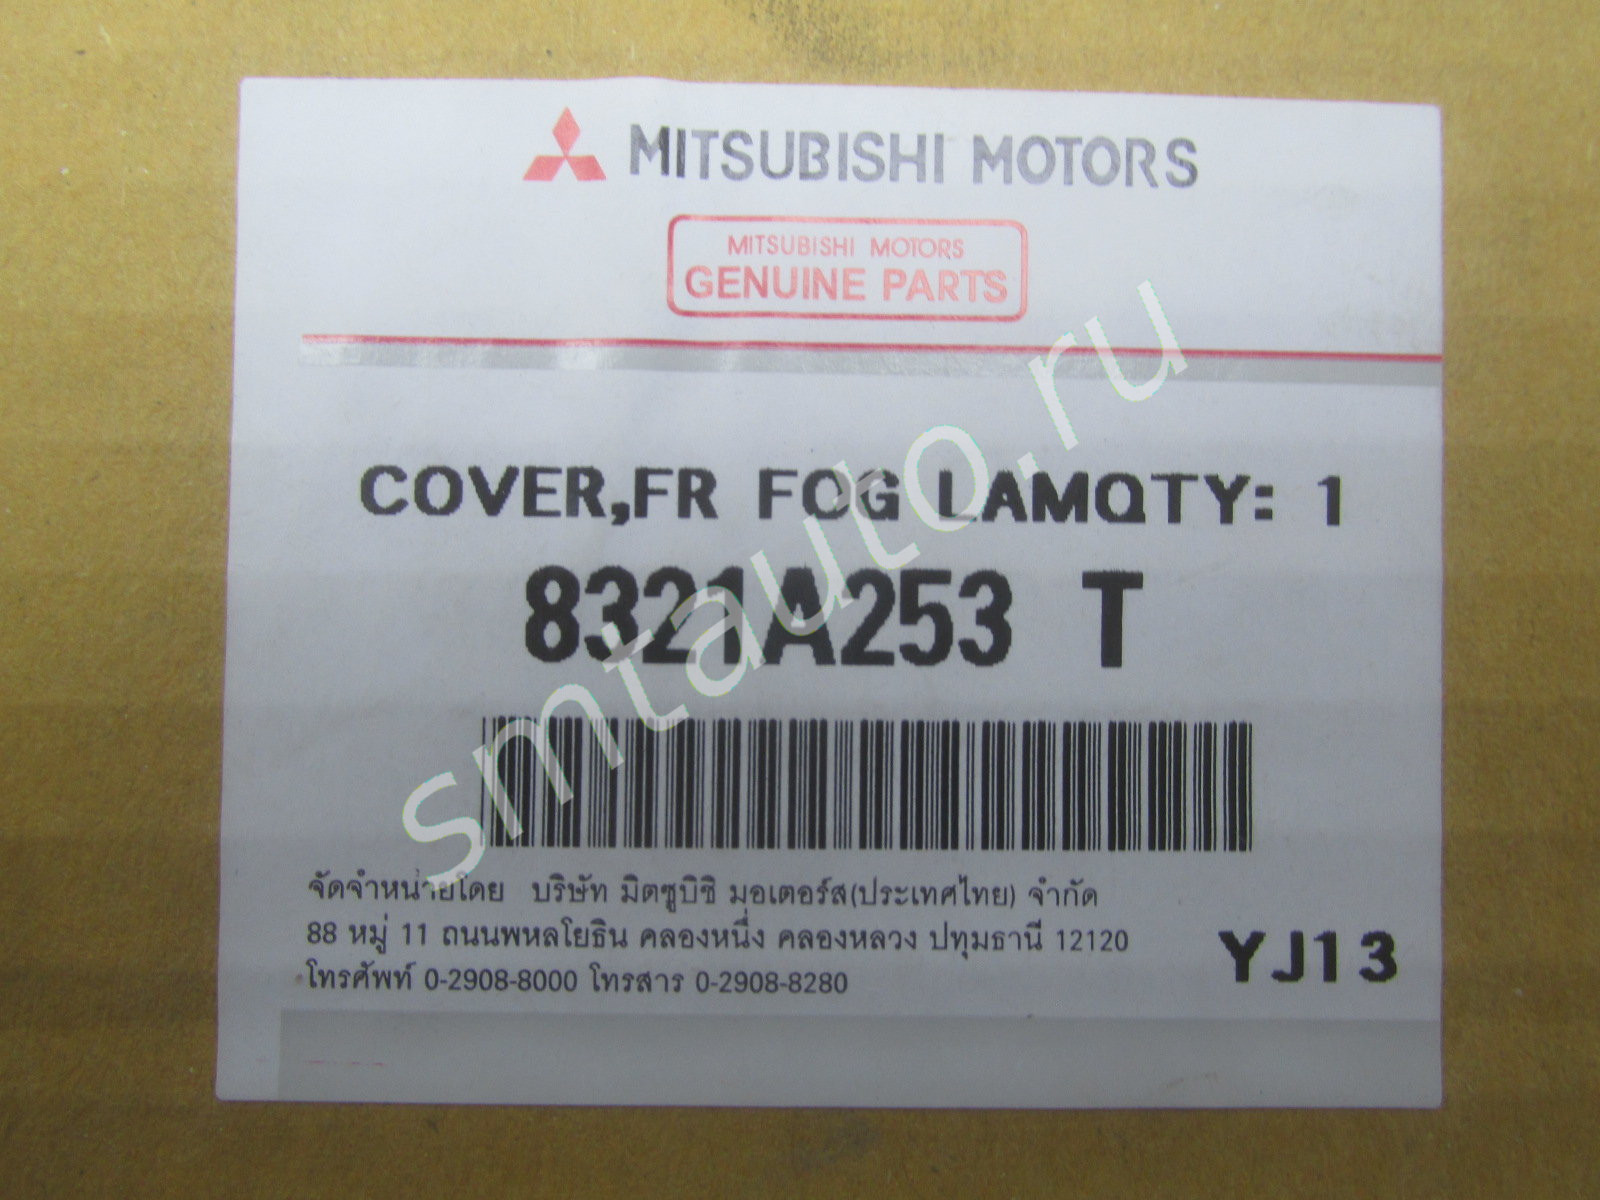 MITSUBISHI MOTORS
MITSUBISHI MOTORS
GENUINE PARTS
COVER,FR FOG LAMQTY: 1
8321A253 T
จัดจำหน่ายโดย บริษัท มิตซูบิชิ มอเตอร์ส(ประเทศไทย) จำกัด
88 หมู่ 11 ถนนพหลโยธิน คลองหนึ่ง คลองหลวง ปทุมธานี 12120
โทรศัพท์ 0-2908-8000 โทรสาร 0-2908-8280
YJ13
smtauto.ru